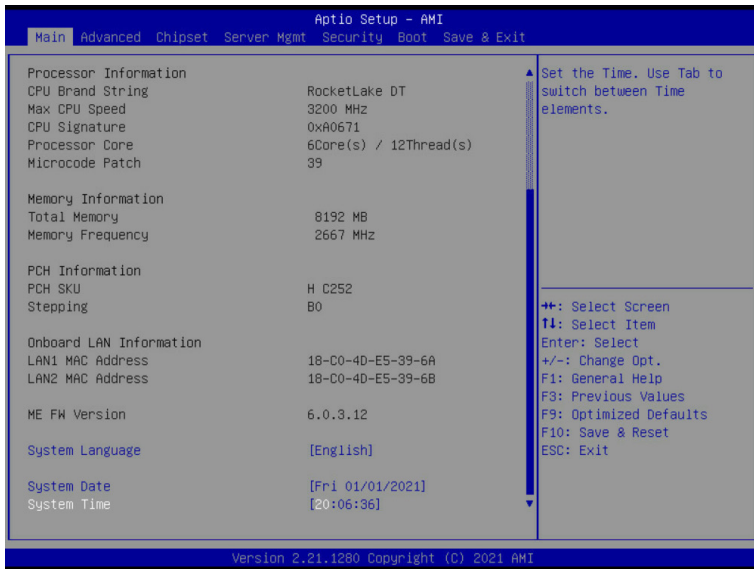 Aptio Setup - AMI
Main Advanced Chipset Server Mgmt Security Boot Save & Exit
Processor Information
CPU Brand String RocketLake DT
Max CPU Speed 3200 MHz
CPU Signature 0xA0671
Processor Core 6Core(s) / 12Thread(s)
Microcode Patch 39
Memory Information
Total Memory 8192 MB
Memory Frequency 2667 MHz
PCH Information
PCH SKU H C252
Stepping B0
Onboard LAN Information
LAN1 MAC Address 18-C0-4D-E5-39-6A
LAN2 MAC Address 18-C0-4D-E5-39-6B
ME FW Version 6.0.3.12
System Language [English]
System Date [Fri 01/01/2021]
System Time [20:06:36]
Set the Time. Use Tab to
switch between Time
elements.
→←: Select Screen
↑↓: Select Item
Enter: Select
+/-: Change Opt.
F1: General Help
F3: Previous Values
F9: Optimized Defaults
F10: Save & Reset
ESC: Exit
Version 2.21.1280 Copyright (C) 2021 AMI